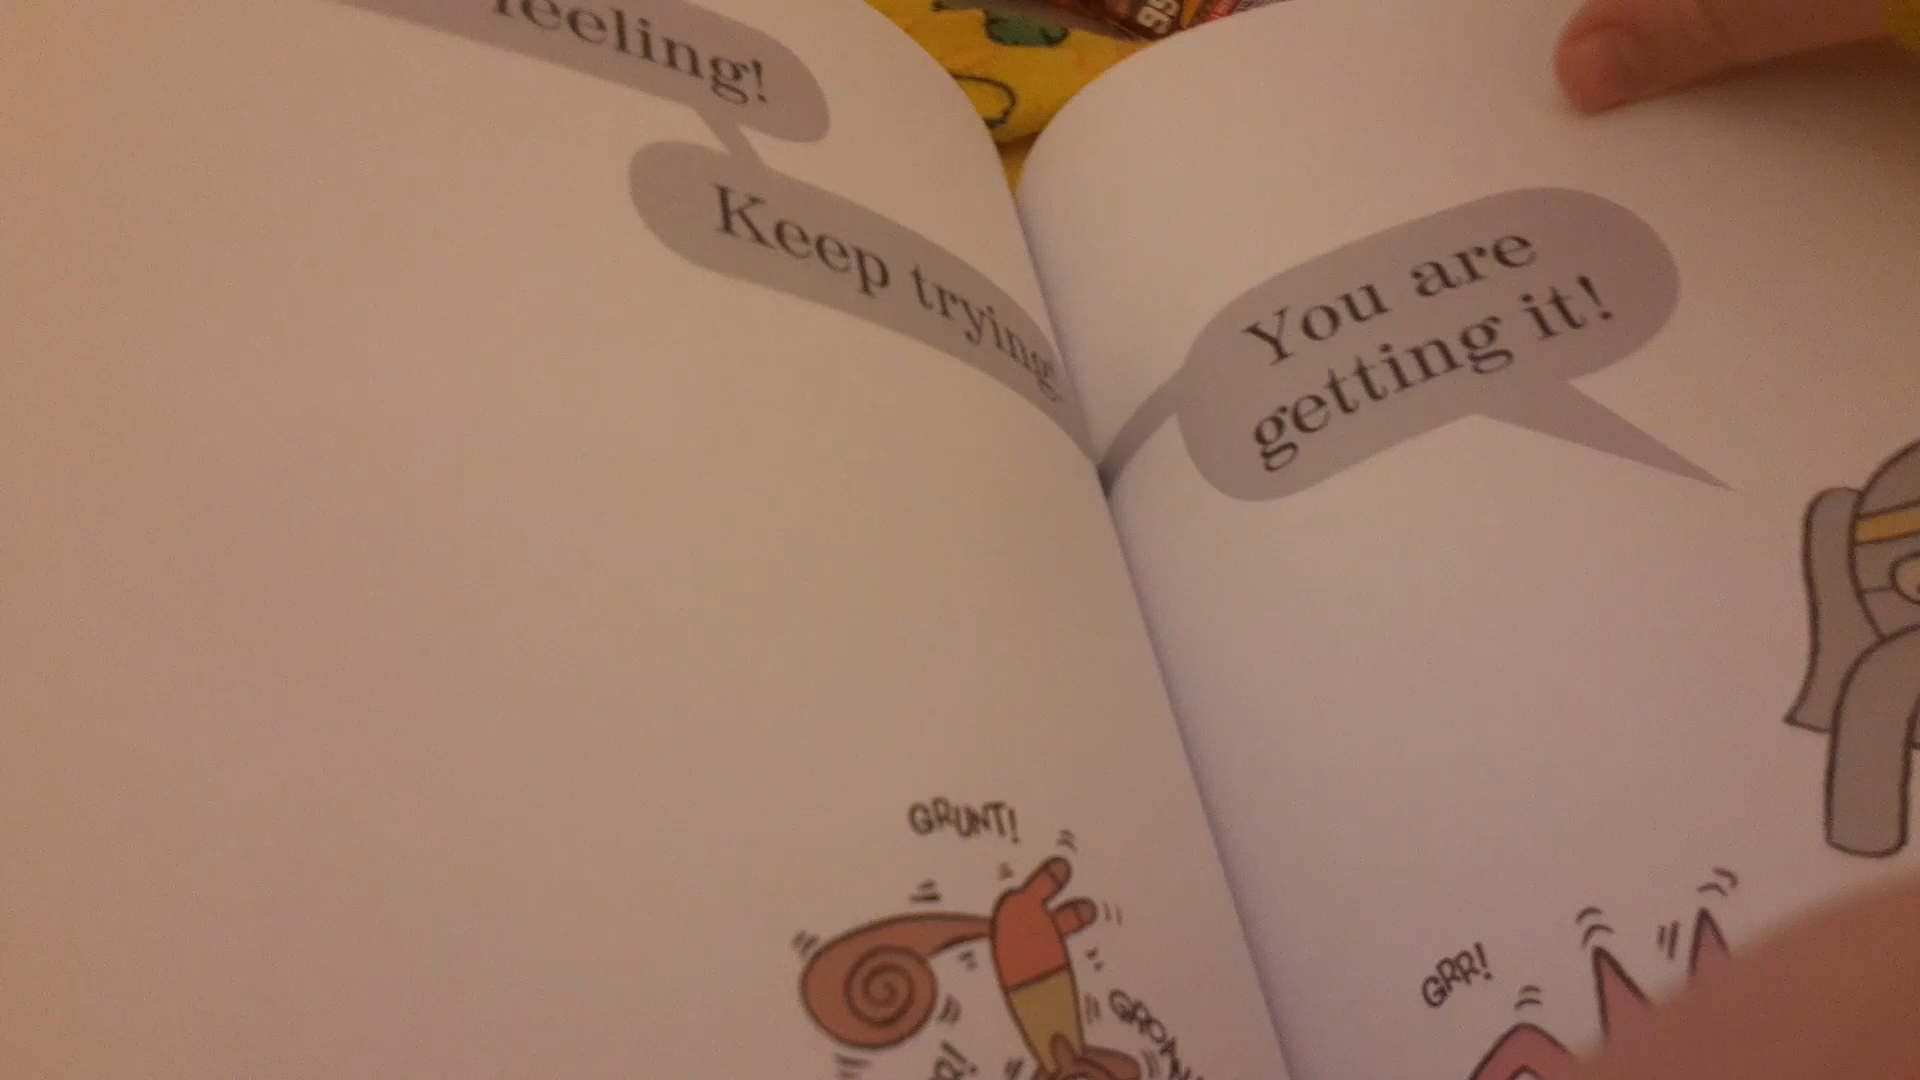 feeling!
Keep trying!
You are
getting it!
GRUNT!
GRR!